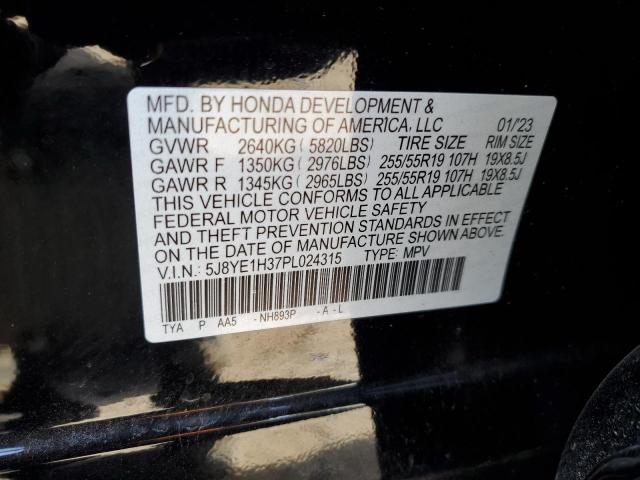 MFD. BY HONDA DEVELOPMENT &
MANUFACTURING OF AMERICA, LLC 01/'23
GVWR 2640KG (5820LBS) TIRE SIZE RIM SIZE
GAWR F 1350KG (2976LBS) 255/55R19 107H 19X8.5J
GAWR R 1345KG (2965LBS) 255/55R19 107H 19X8.5J
THIS VEHICLE CONFORMS TO ALL APPLICABLE
FEDERAL MOTOR VEHICLE SAFETY
AND THEFT PREVENTION STANDARDS IN EFFECT
ON THE DATE OF MANUFACTURE SHOWN ABOVE.
V.I.N.: 5J8YE1H37PL024315 TYPE: MPV
TYA P AA5 -NH893P -A-L